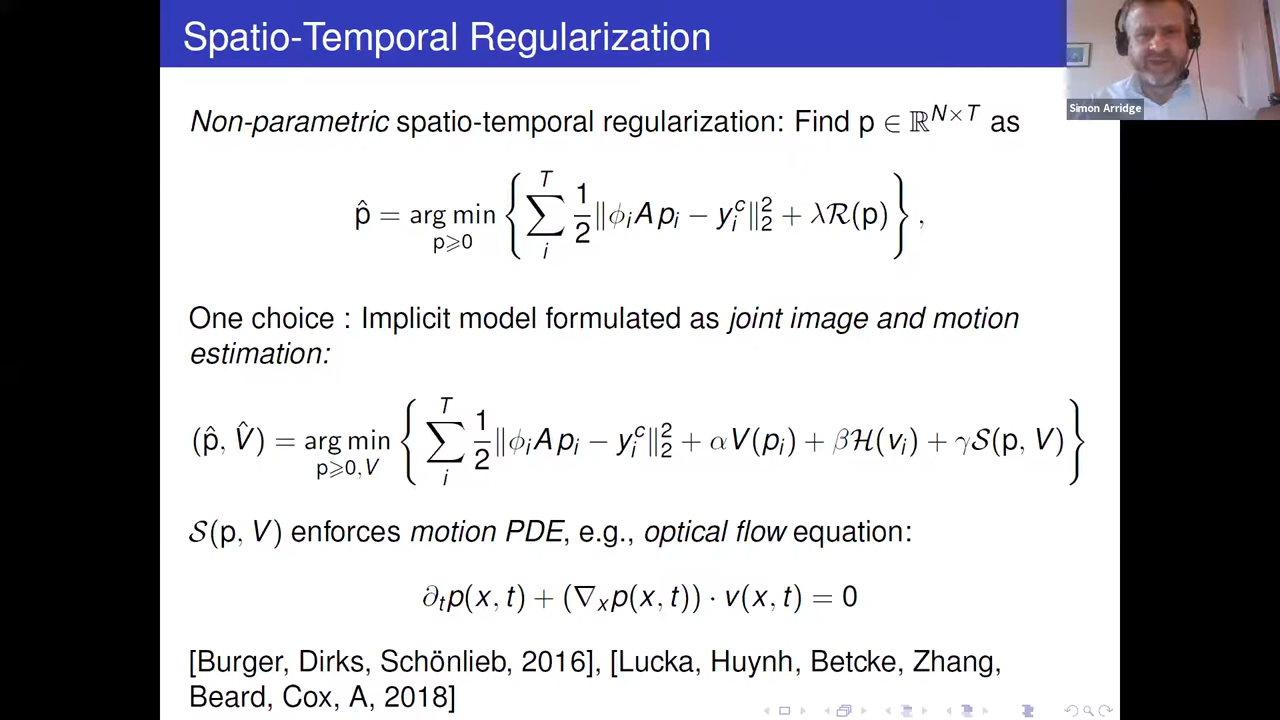 Spatio-Temporal Regularization
Simon Arridge
Non-parametric spatio-temporal regularization: Find p ∈ ℝ^{N×T} as
p̂ = arg min_{p⩾0} { ∑_i^T 1/2 ‖ϕ_i A p_i − y_i^c‖_2^2 + λℛ(p) } ,
One choice : Implicit model formulated as joint image and motion
estimation:
(p̂, V̂) = arg min_{p⩾0,V} { ∑_i^T 1/2 ‖ϕ_i A p_i − y_i^c‖_2^2 + αV(p_i) + βℋ(v_i) + γ𝒮(p, V) }
𝒮(p, V) enforces motion PDE, e.g., optical flow equation:
∂_t p(x, t) + (∇_x p(x, t)) · v(x, t) = 0
[Burger, Dirks, Schönlieb, 2016], [Lucka, Huynh, Betcke, Zhang,
Beard, Cox, A, 2018]